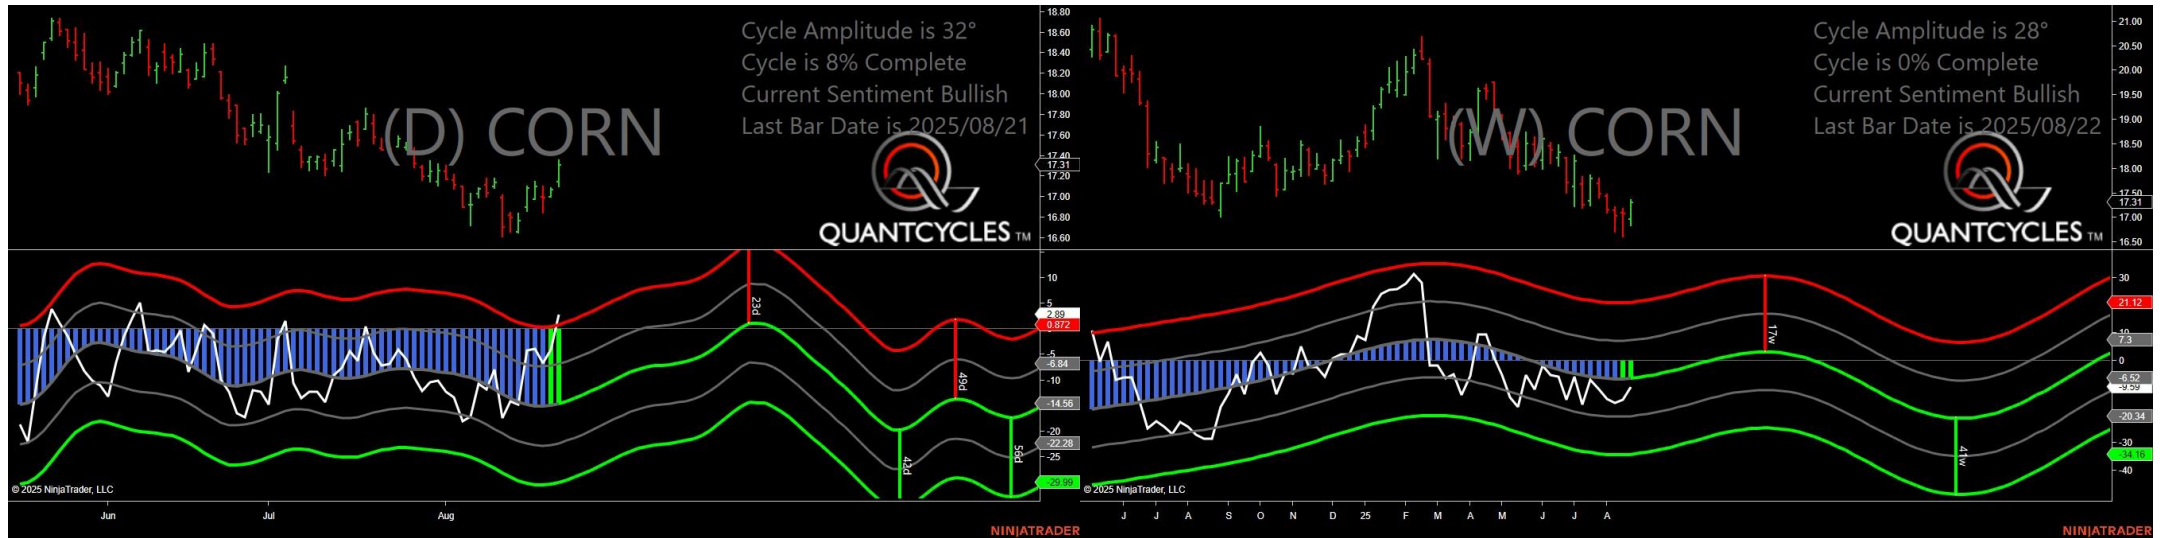 Cycle Amplitude is 32°
Cycle is 8% Complete
Current Sentiment Bullish
Last Bar Date is 2025/08/21
(D) CORN
QUANTCYCLES TM
18.80
18.60
18.40
18.20
18.00
17.80
17.60
17.40
17.31
17.20
17.00
16.80
16.60
10
5
2.89
0.872
-5
-6.84
-10
-14.56
-20
-22.28
-25
-29.99
23d
42d
49d
56d
© 2025 NinjaTrader, LLC
Jun Jul Aug
NINJATRADER
Cycle Amplitude is 28°
Cycle is 0% Complete
Current Sentiment Bullish
Last Bar Date is 2025/08/22
(W) CORN
QUANTCYCLES TM
21.00
20.50
20.00
19.50
19.00
18.50
18.00
17.50
17.31
17.00
16.50
30
21.12
10
7.3
0
-6.52
-9.59
-20.34
-30
-34.16
-40
17w
41w
© 2025 NinjaTrader, LLC
J J A S O N D 25 F M A M J J A
NINJATRADER